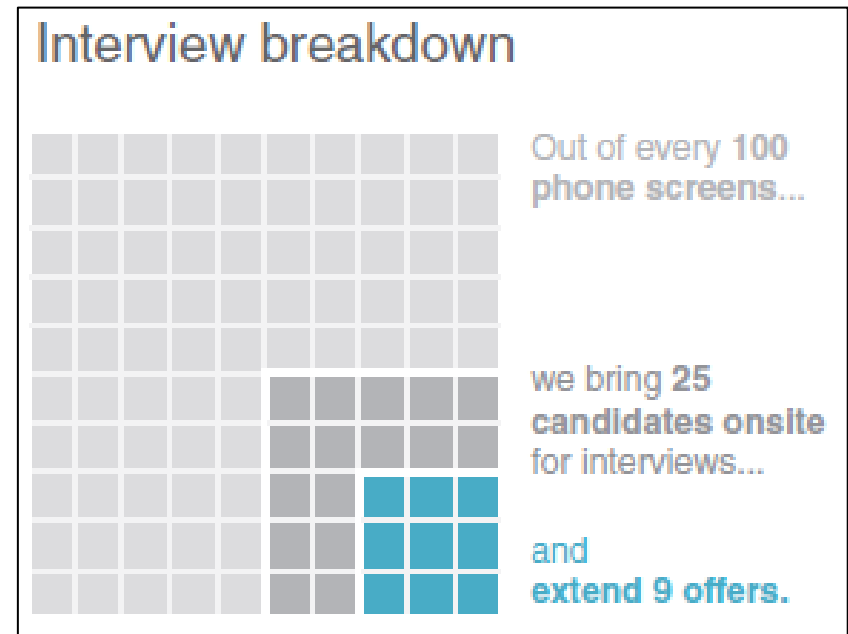 Interview breakdown
Out of every 100
phone screens...
we bring 25
candidates onsite
for interviews...
and
extend 9 offers.